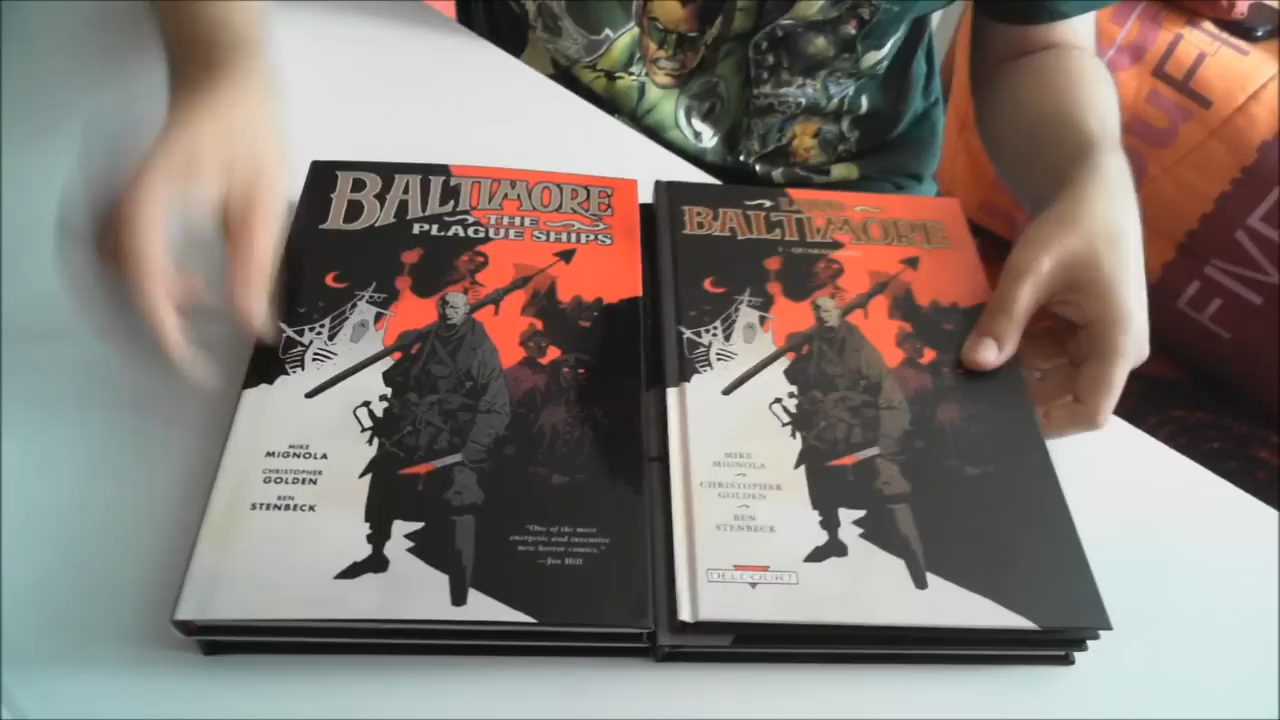 BALTIMORE
THE
PLAGUE SHIPS
MIKE
MIGNOLA
CHRISTOPHER
GOLDEN
BEN
STENBECK
"One of the most
energetic and inventive
new horror comics."
—Joe Hill
BALTIMORE
MIKE
MIGNOLA
CHRISTOPHER
GOLDEN
BEN
STENBECK
DELCOURT
FIVE